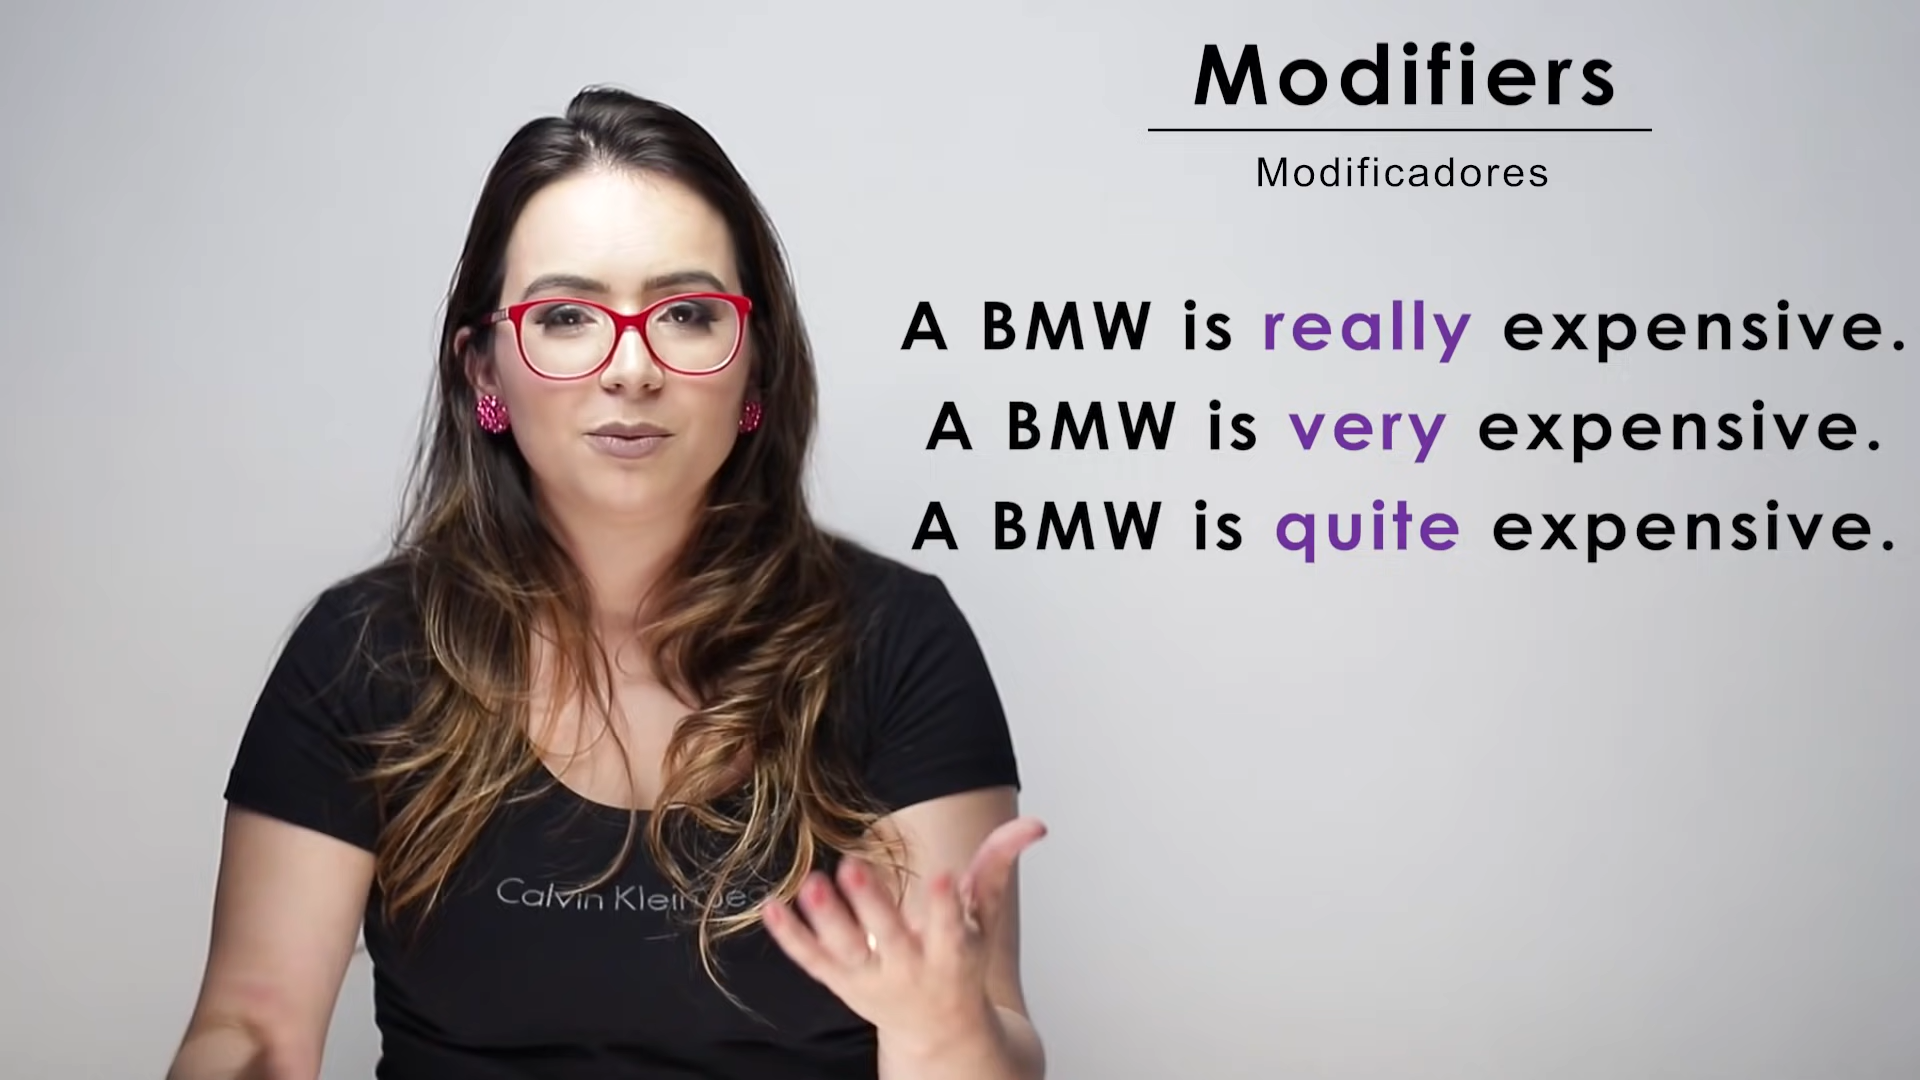 Modifiers
Modificadores
A BMW is really expensive.
A BMW is very expensive.
A BMW is quite expensive.
Calvin Klein